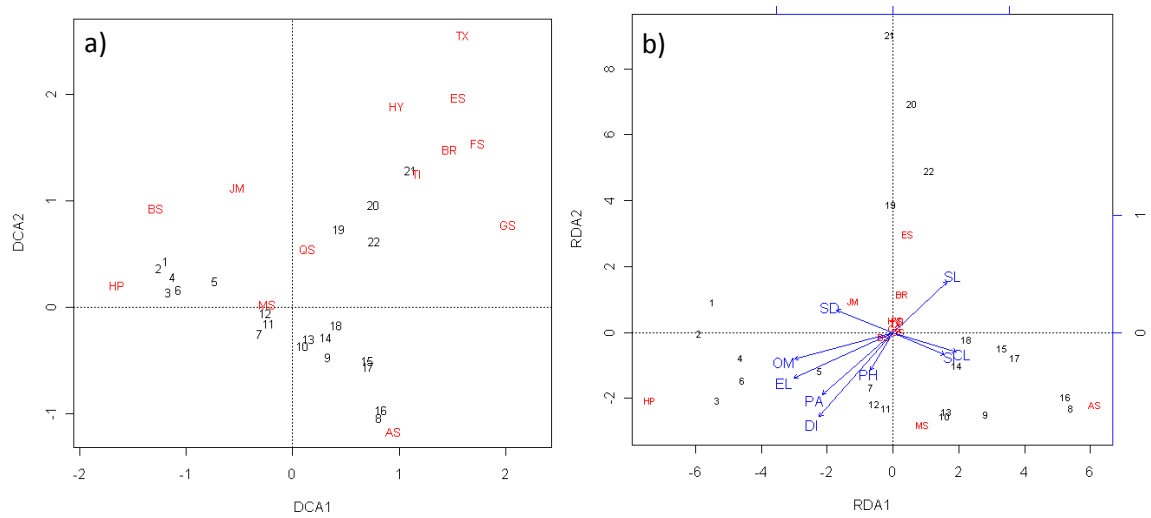 a)
TX
ES
HY
FS
BR
21
TI
JM
BS
20
GS
19
22
QS
1
2
4
5
HP
3
6
MS
12
11
18
7
13
14
10
9
15
17
16
8
AS
2
1
0
-1
DCA2
-2
-1
0
1
2
DCA1
b)
21
20
22
19
ES
SL
BR
1
JM
SD
2
18
15
CL
4
OM
17
14
5
PH
6
EL
7
HP
3
PA
12
11
16
AS
8
13
10
9
DI
MS
8
6
4
2
0
-2
RDA2
1
0
-6
-4
-2
0
2
4
6
RDA1